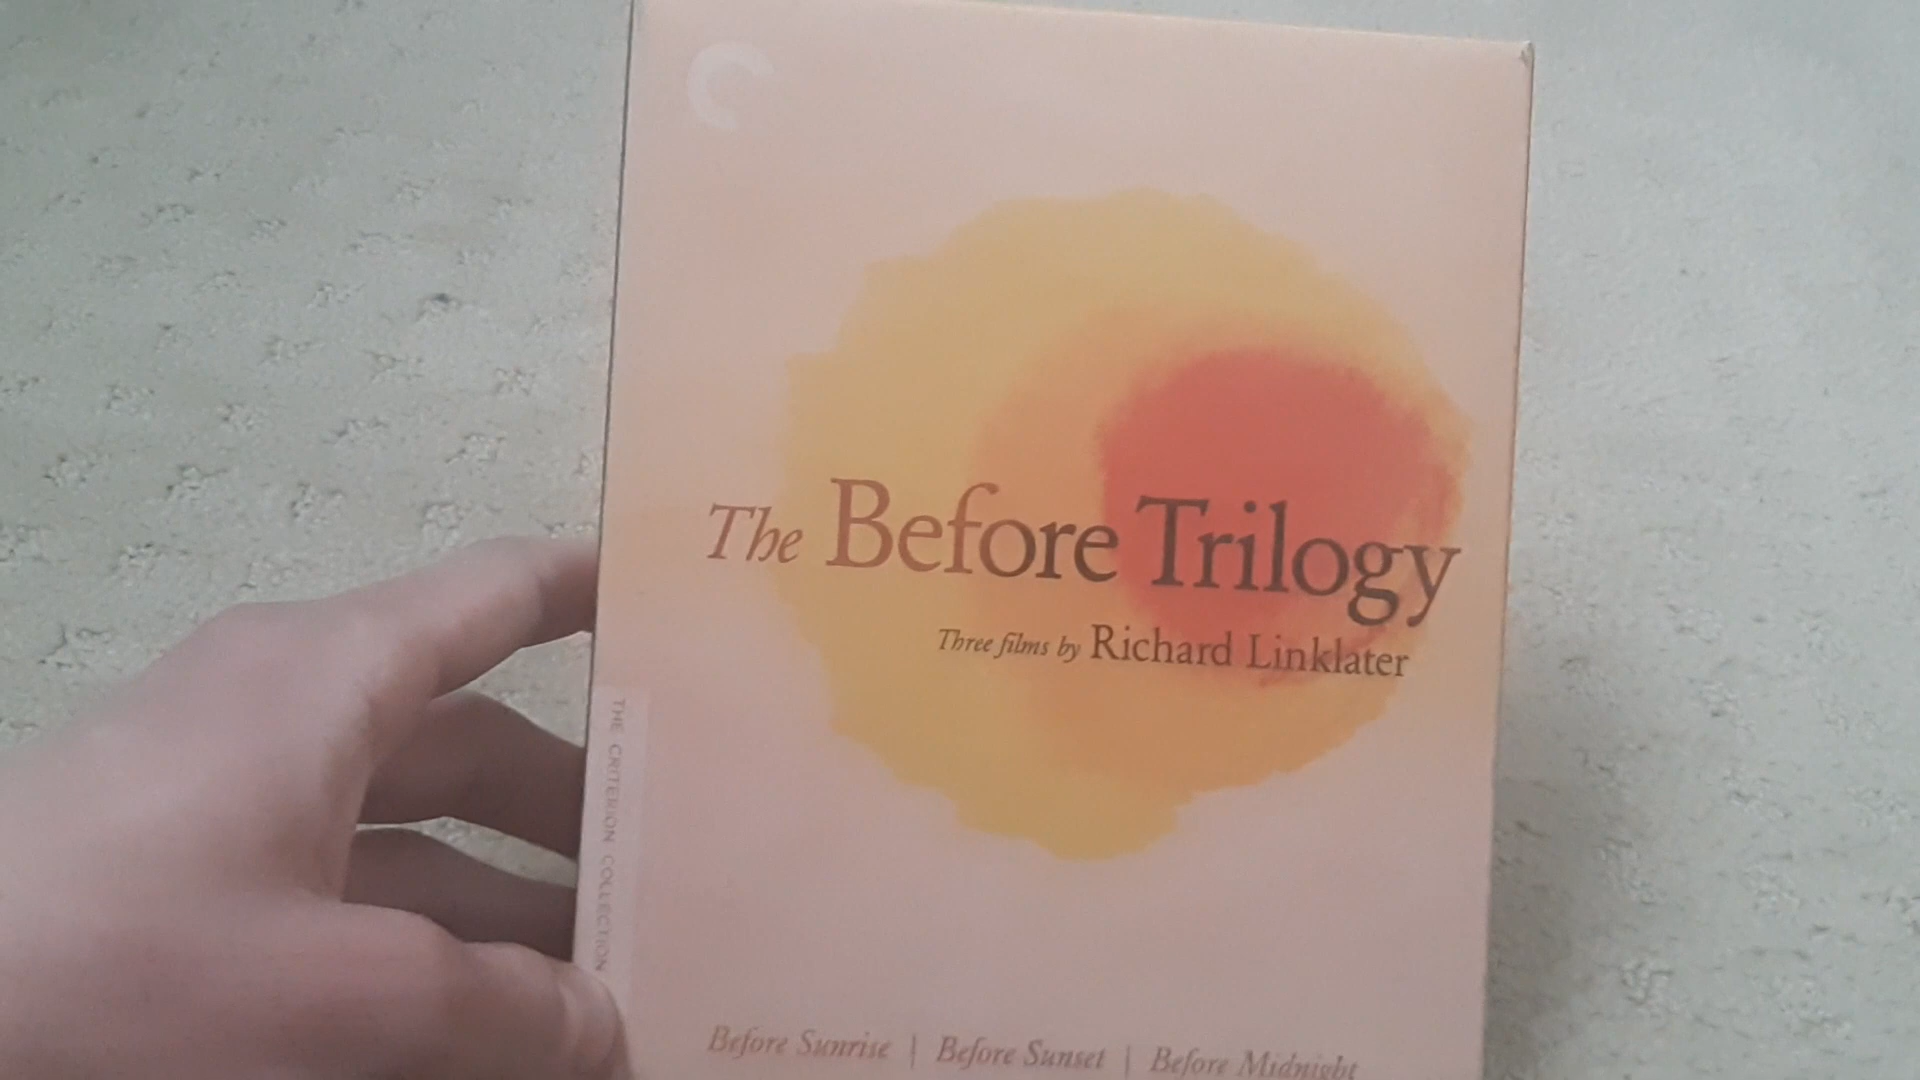 The Before Trilogy
Three films by Richard Linklater
THE CRITERION COLLECTION
Before Sunrise | Before Sunset | Before Midnight